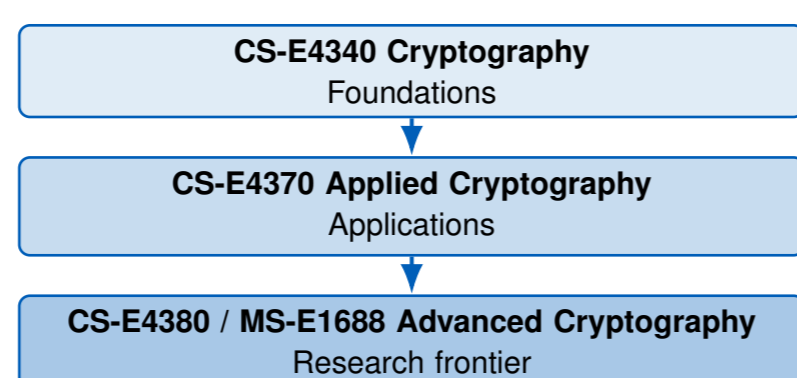 CS-E4340 Cryptography
Foundations
CS-E4370 Applied Cryptography
Applications
CS-E4380 / MS-E1688 Advanced Cryptography
Research frontier